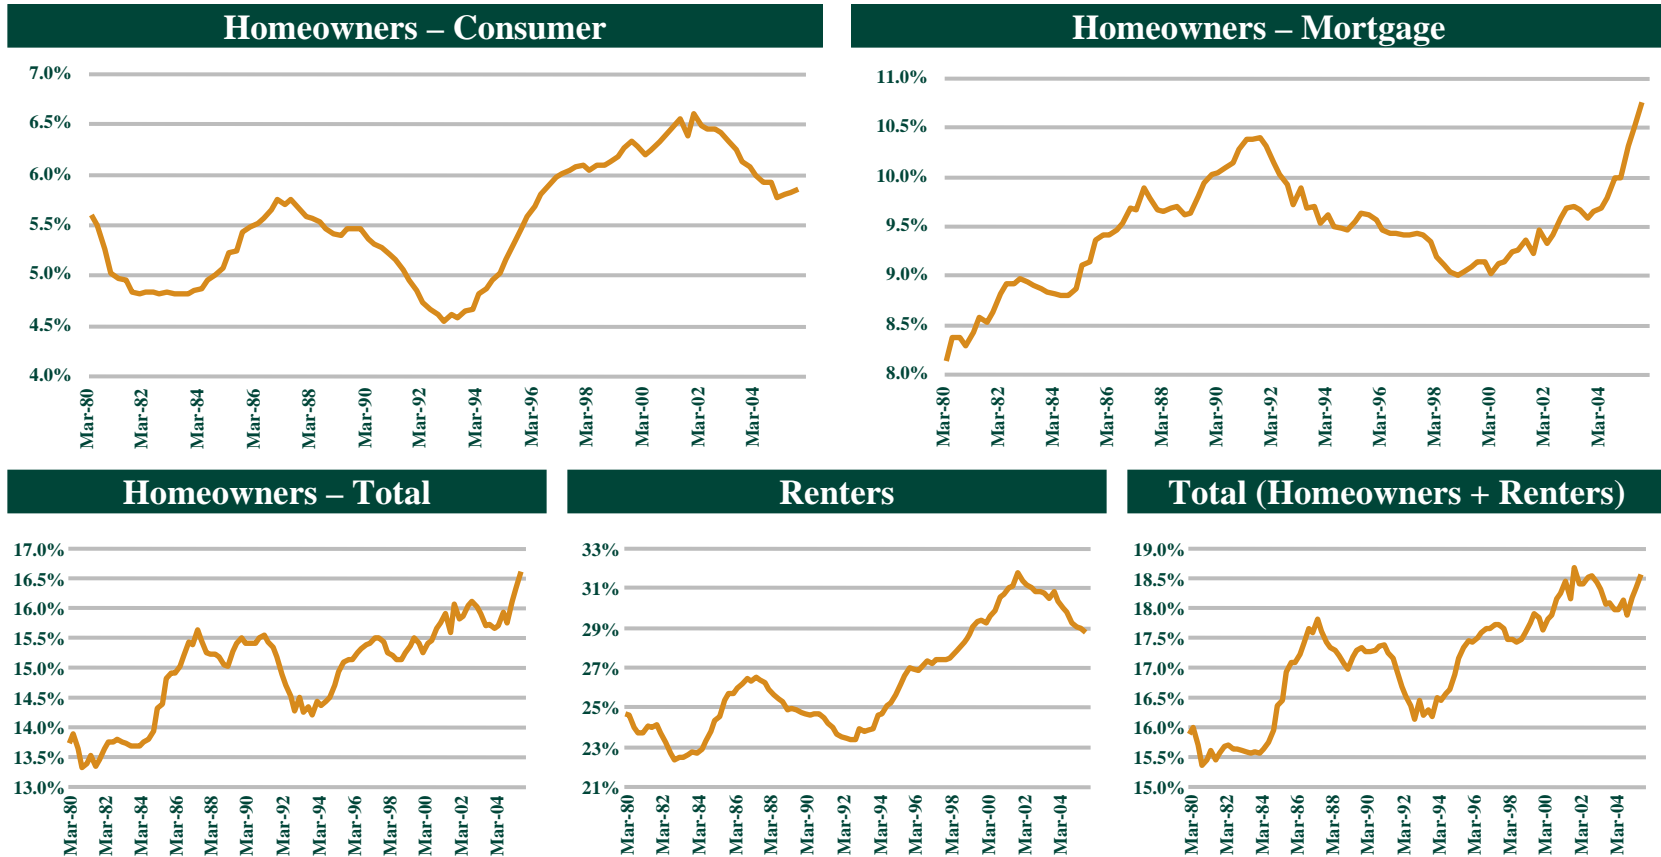 Homeowners – Consumer
7.0%
6.5%
6.0%
5.5%
5.0%
4.5%
4.0%
Mar-80
Mar-82
Mar-84
Mar-86
Mar-88
Mar-90
Mar-92
Mar-94
Mar-96
Mar-98
Mar-00
Mar-02
Mar-04
Homeowners – Mortgage
11.0%
10.5%
10.0%
9.5%
9.0%
8.5%
8.0%
Mar-80
Mar-82
Mar-84
Mar-86
Mar-88
Mar-90
Mar-92
Mar-94
Mar-96
Mar-98
Mar-00
Mar-02
Mar-04
Homeowners – Total
17.0%
16.5%
16.0%
15.5%
15.0%
14.5%
14.0%
13.5%
13.0%
Mar-80
Mar-82
Mar-84
Mar-86
Mar-88
Mar-90
Mar-92
Mar-94
Mar-96
Mar-98
Mar-00
Mar-02
Mar-04
Renters
33%
31%
29%
27%
25%
23%
21%
Mar-80
Mar-82
Mar-84
Mar-86
Mar-88
Mar-90
Mar-92
Mar-94
Mar-96
Mar-98
Mar-00
Mar-02
Mar-04
Total (Homeowners + Renters)
19.0%
18.5%
18.0%
17.5%
17.0%
16.5%
16.0%
15.5%
15.0%
Mar-80
Mar-82
Mar-84
Mar-86
Mar-88
Mar-90
Mar-92
Mar-94
Mar-96
Mar-98
Mar-00
Mar-02
Mar-04